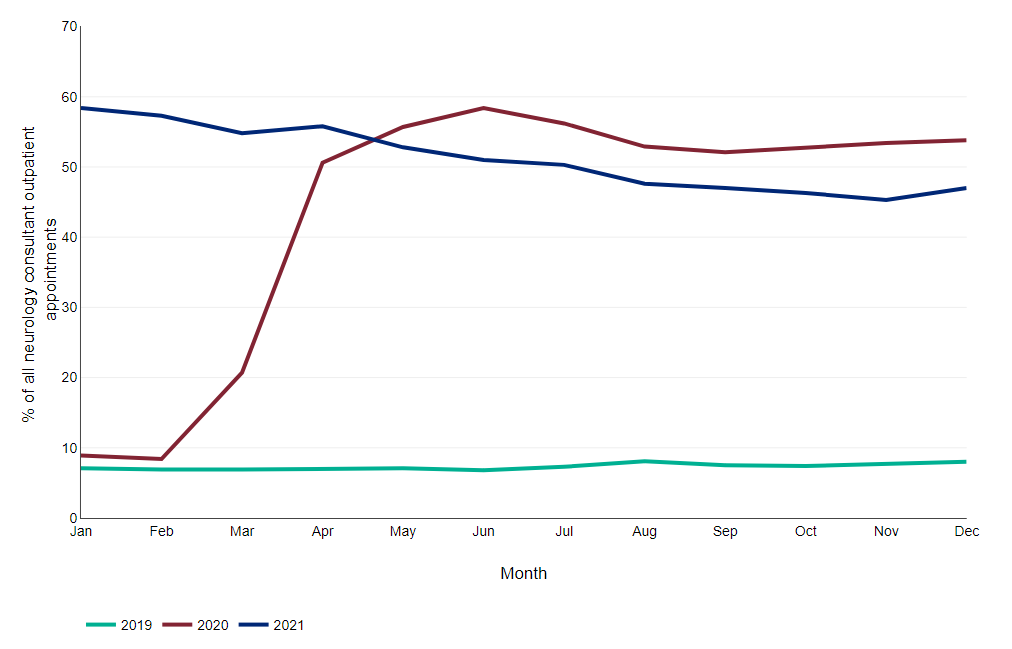 70
60
50
40
30
20
10
0
% of all neurology consultant outpatient
appointments
Jan Feb Mar Apr May Jun Jul Aug Sep Oct Nov Dec
Month
2019 2020 2021